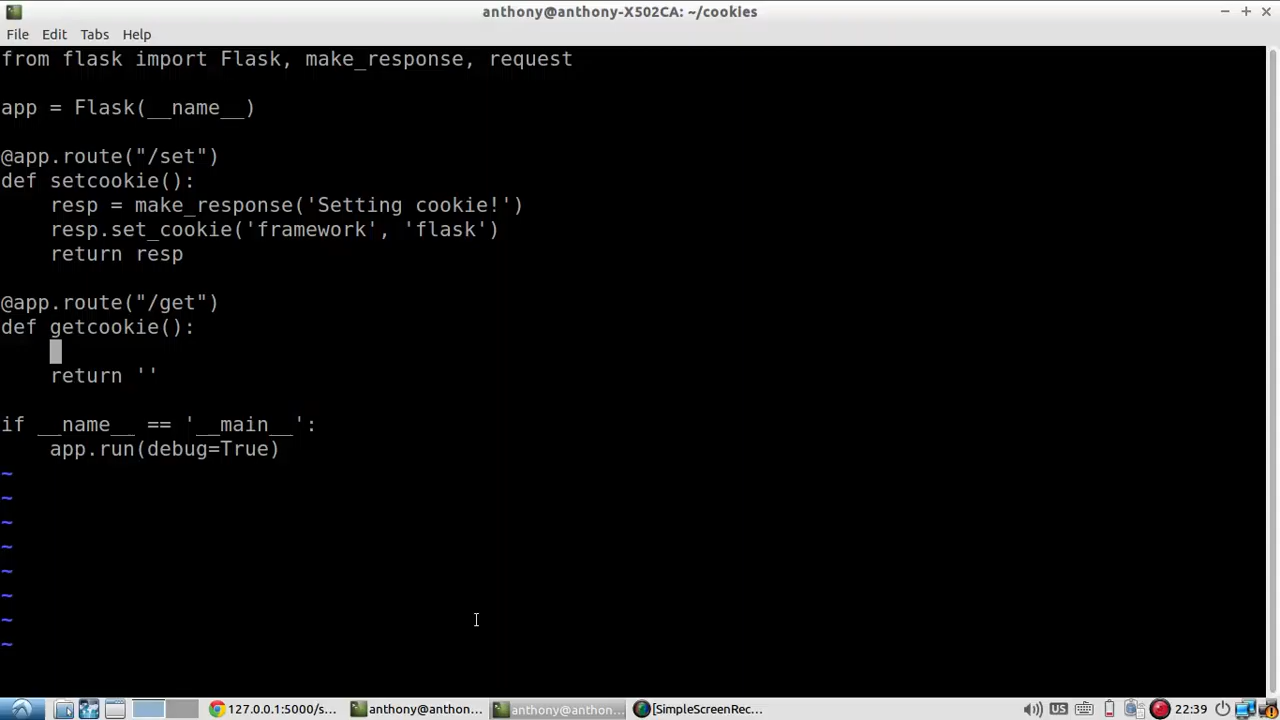 anthony@anthony-X502CA: ~/cookies
File Edit Tabs Help
from flask import Flask, make_response, request
app = Flask(__name__)
@app.route("/set")
def setcookie():
    resp = make_response('Setting cookie!')
    resp.set_cookie('framework', 'flask')
    return resp
@app.route("/get")
def getcookie():
    return ''
if __name__ == '__main__':
    app.run(debug=True)
~
~
~
~
~
~
~
~
127.0.0.1:5000/s... anthony@anthon... anthony@anthon... [SimpleScreenRec... US 22:39